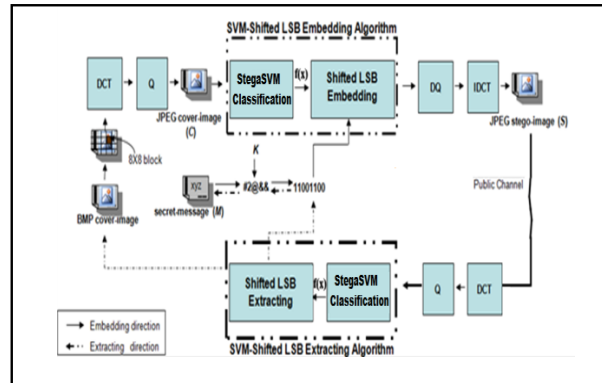 SVM-Shifted LSB Embedding Algorithm
DCT
Q
JPEG cover-image
(C)
StegaSVM
Classification
f(x)
Shifted LSB
Embedding
DQ
IDCT
JPEG stego-image (S)
8X8 block
BMP cover-image
K
xyz
#2@&&
11001100
secret-message (M)
Public Channel
Shifted LSB
Extracting
f(x)
StegaSVM
Classification
Q
DCT
SVM-Shifted LSB Extracting Algorithm
Embedding direction
Extracting direction